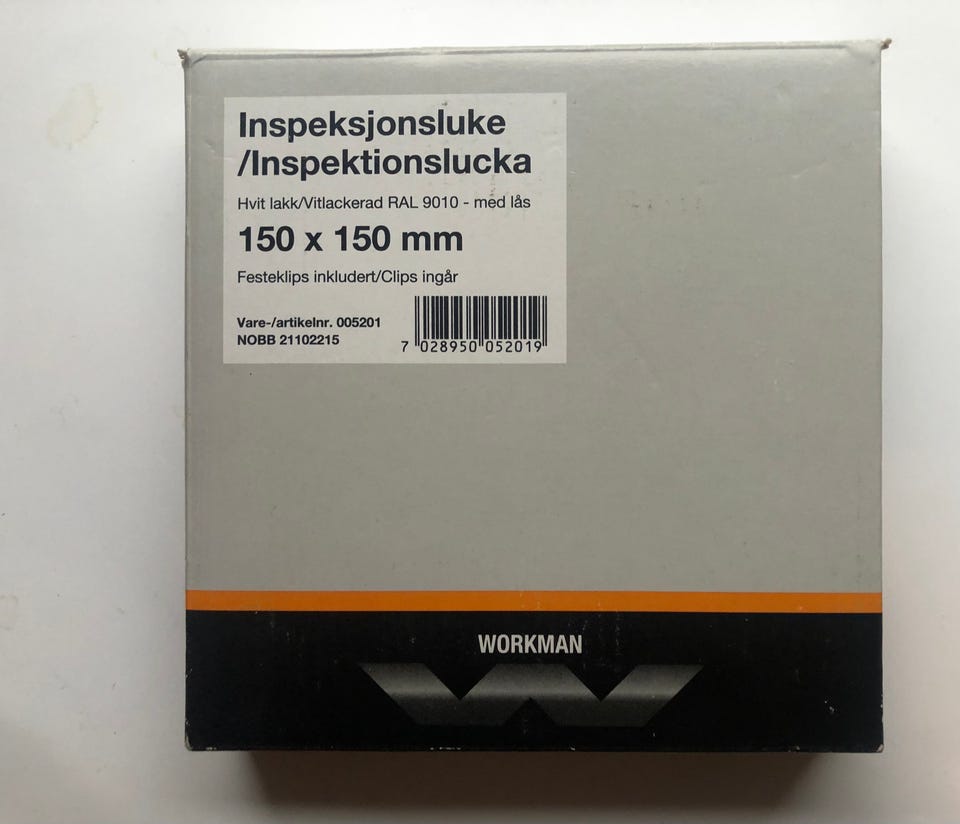 Inspeksjonsluke
/Inspektionslucka
Hvit lakk/Vitlackerad RAL 9010 - med lås
150 x 150 mm
Festeklips inkludert/Clips ingår
Vare-/artikelnr. 005201
NOBB 21102215
7 028950 052019
WORKMAN